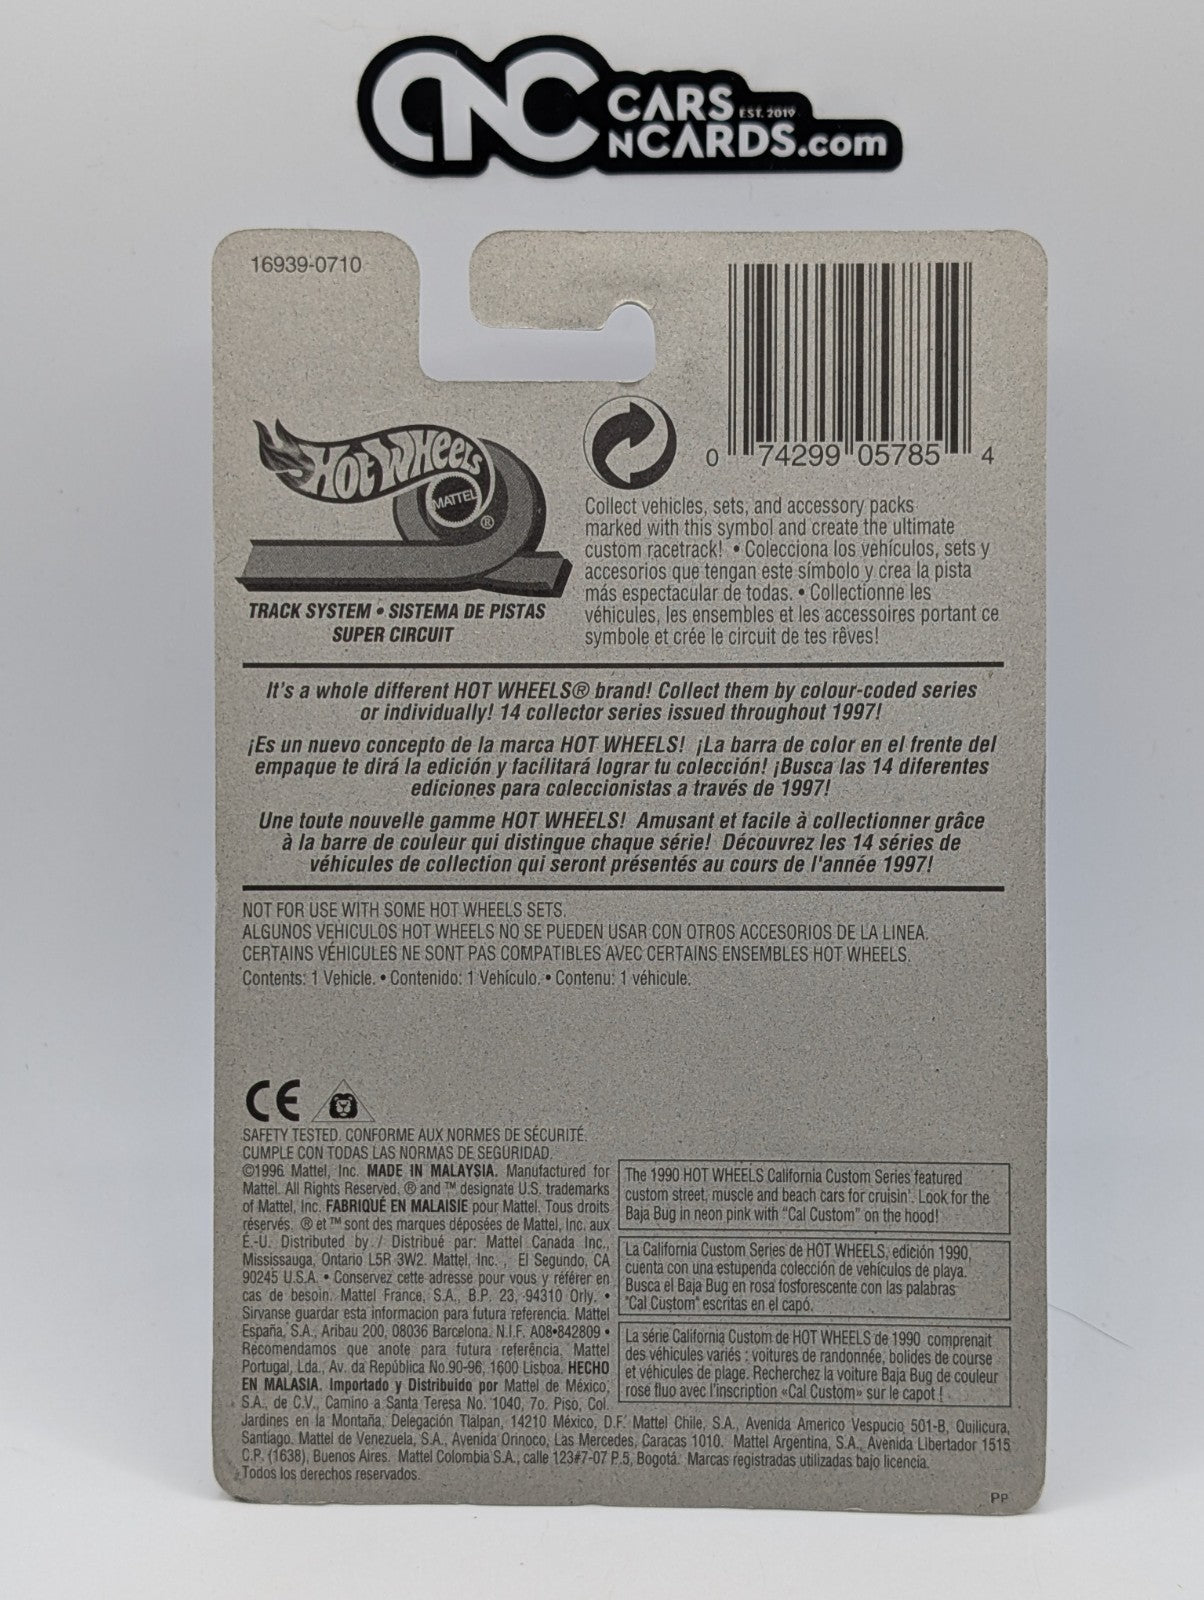 CNC CARS EST. 2019
NCARDS.com
16939-0710
0 74299 05785 4
HOT WHEELS
MATTEL
®
TRACK SYSTEM • SISTEMA DE PISTAS
SUPER CIRCUIT
Collect vehicles, sets, and accessory packs
marked with this symbol and create the ultimate
custom racetrack! • Colecciona los vehículos, sets y
accesorios que tengan este símbolo y crea la pista
más espectacular de todas. • Collectionne les
véhicules, les ensembles et les accessoires portant ce
symbole et crée le circuit de tes rêves!
It's a whole different HOT WHEELS® brand! Collect them by colour-coded series
or individually! 14 collector series issued throughout 1997!
¡Es un nuevo concepto de la marca HOT WHEELS! ¡La barra de color en el frente del
empaque te dirá la edición y facilitará lograr tu colección! ¡Busca las 14 diferentes
ediciones para coleccionistas a través de 1997!
Une toute nouvelle gamme HOT WHEELS! Amusant et facile à collectionner grâce
à la barre de couleur qui distingue chaque série! Découvrez les 14 séries de
véhicules de collection qui seront présentés au cours de l'année 1997!
NOT FOR USE WITH SOME HOT WHEELS SETS.
ALGUNOS VEHICULOS HOT WHEELS NO SE PUEDEN USAR CON OTROS ACCESORIOS DE LA LINEA.
CERTAINS VÉHICULES NE SONT PAS COMPATIBLES AVEC CERTAINS ENSEMBLES HOT WHEELS.
Contents: 1 Vehicle. • Contenido: 1 Vehículo. • Contenu: 1 véhicule.
CE
SAFETY TESTED. CONFORME AUX NORMES DE SÉCURITÉ.
CUMPLE CON TODAS LAS NORMAS DE SEGURIDAD.
©1996 Mattel, Inc. MADE IN MALAYSIA. Manufactured for
Mattel. All Rights Reserved. ® and ™ designate U.S. trademarks
of Mattel, Inc. FABRIQUÉ EN MALAISIE pour Mattel. Tous droits
réservés. ® et ™ sont des marques déposées de Mattel, Inc. aux
É.-U. Distributed by / Distribué par: Mattel Canada Inc.,
Mississauga, Ontario L5R 3W2. Mattel, Inc., El Segundo, CA
90245 U.S.A. • Conservez cette adresse pour vous y référer en
cas de besoin. Mattel France, S.A., B.P. 23, 94310 Orly. •
Sirvanse guardar esta informacion para futura referencia. Mattel
España, S.A., Aribau 200, 08036 Barcelona. N.I.F. A08•842809 •
Recomendamos que anote para futura referência, Mattel
Portugal, Lda., Av. da República No.90-96, 1600 Lisboa. HECHO
EN MALASIA. Importado y Distribuido por Mattel de México,
S.A., de C.V., Camino a Santa Teresa No. 1040, 7o. Piso, Col.
Jardines en la Montaña, Delegación Tlalpan, 14210 México, D.F. Mattel Chile, S.A., Avenida Americo Vespucio 501-B, Quilicura,
Santiago. Mattel de Venezuela, S.A., Avenida Orinoco, Las Mercedes, Caracas 1010. Mattel Argentina, S.A., Avenida Libertador 1515
C.P. (1638), Buenos Aires. Mattel Colombia S.A., calle 123#7-07 P.5, Bogotá. Marcas registradas utilizadas bajo licencia.
Todos los derechos reservados.
The 1990 HOT WHEELS California Custom Series featured
custom street, muscle and beach cars for cruisin'. Look for the
Baja Bug in neon pink with "Cal Custom" on the hood!
La California Custom Series de HOT WHEELS, edición 1990,
cuenta con una estupenda colección de vehículos de playa.
Busca el Baja Bug en rosa fosforescente con las palabras
"Cal Custom" escritas en el capó.
La série California Custom de HOT WHEELS de 1990 comprenait
des véhicules variés : voitures de randonnée, bolides de course
et véhicules de plage. Recherchez la voiture Baja Bug de couleur
rose fluo avec l'inscription «Cal Custom» sur le capot !
PP